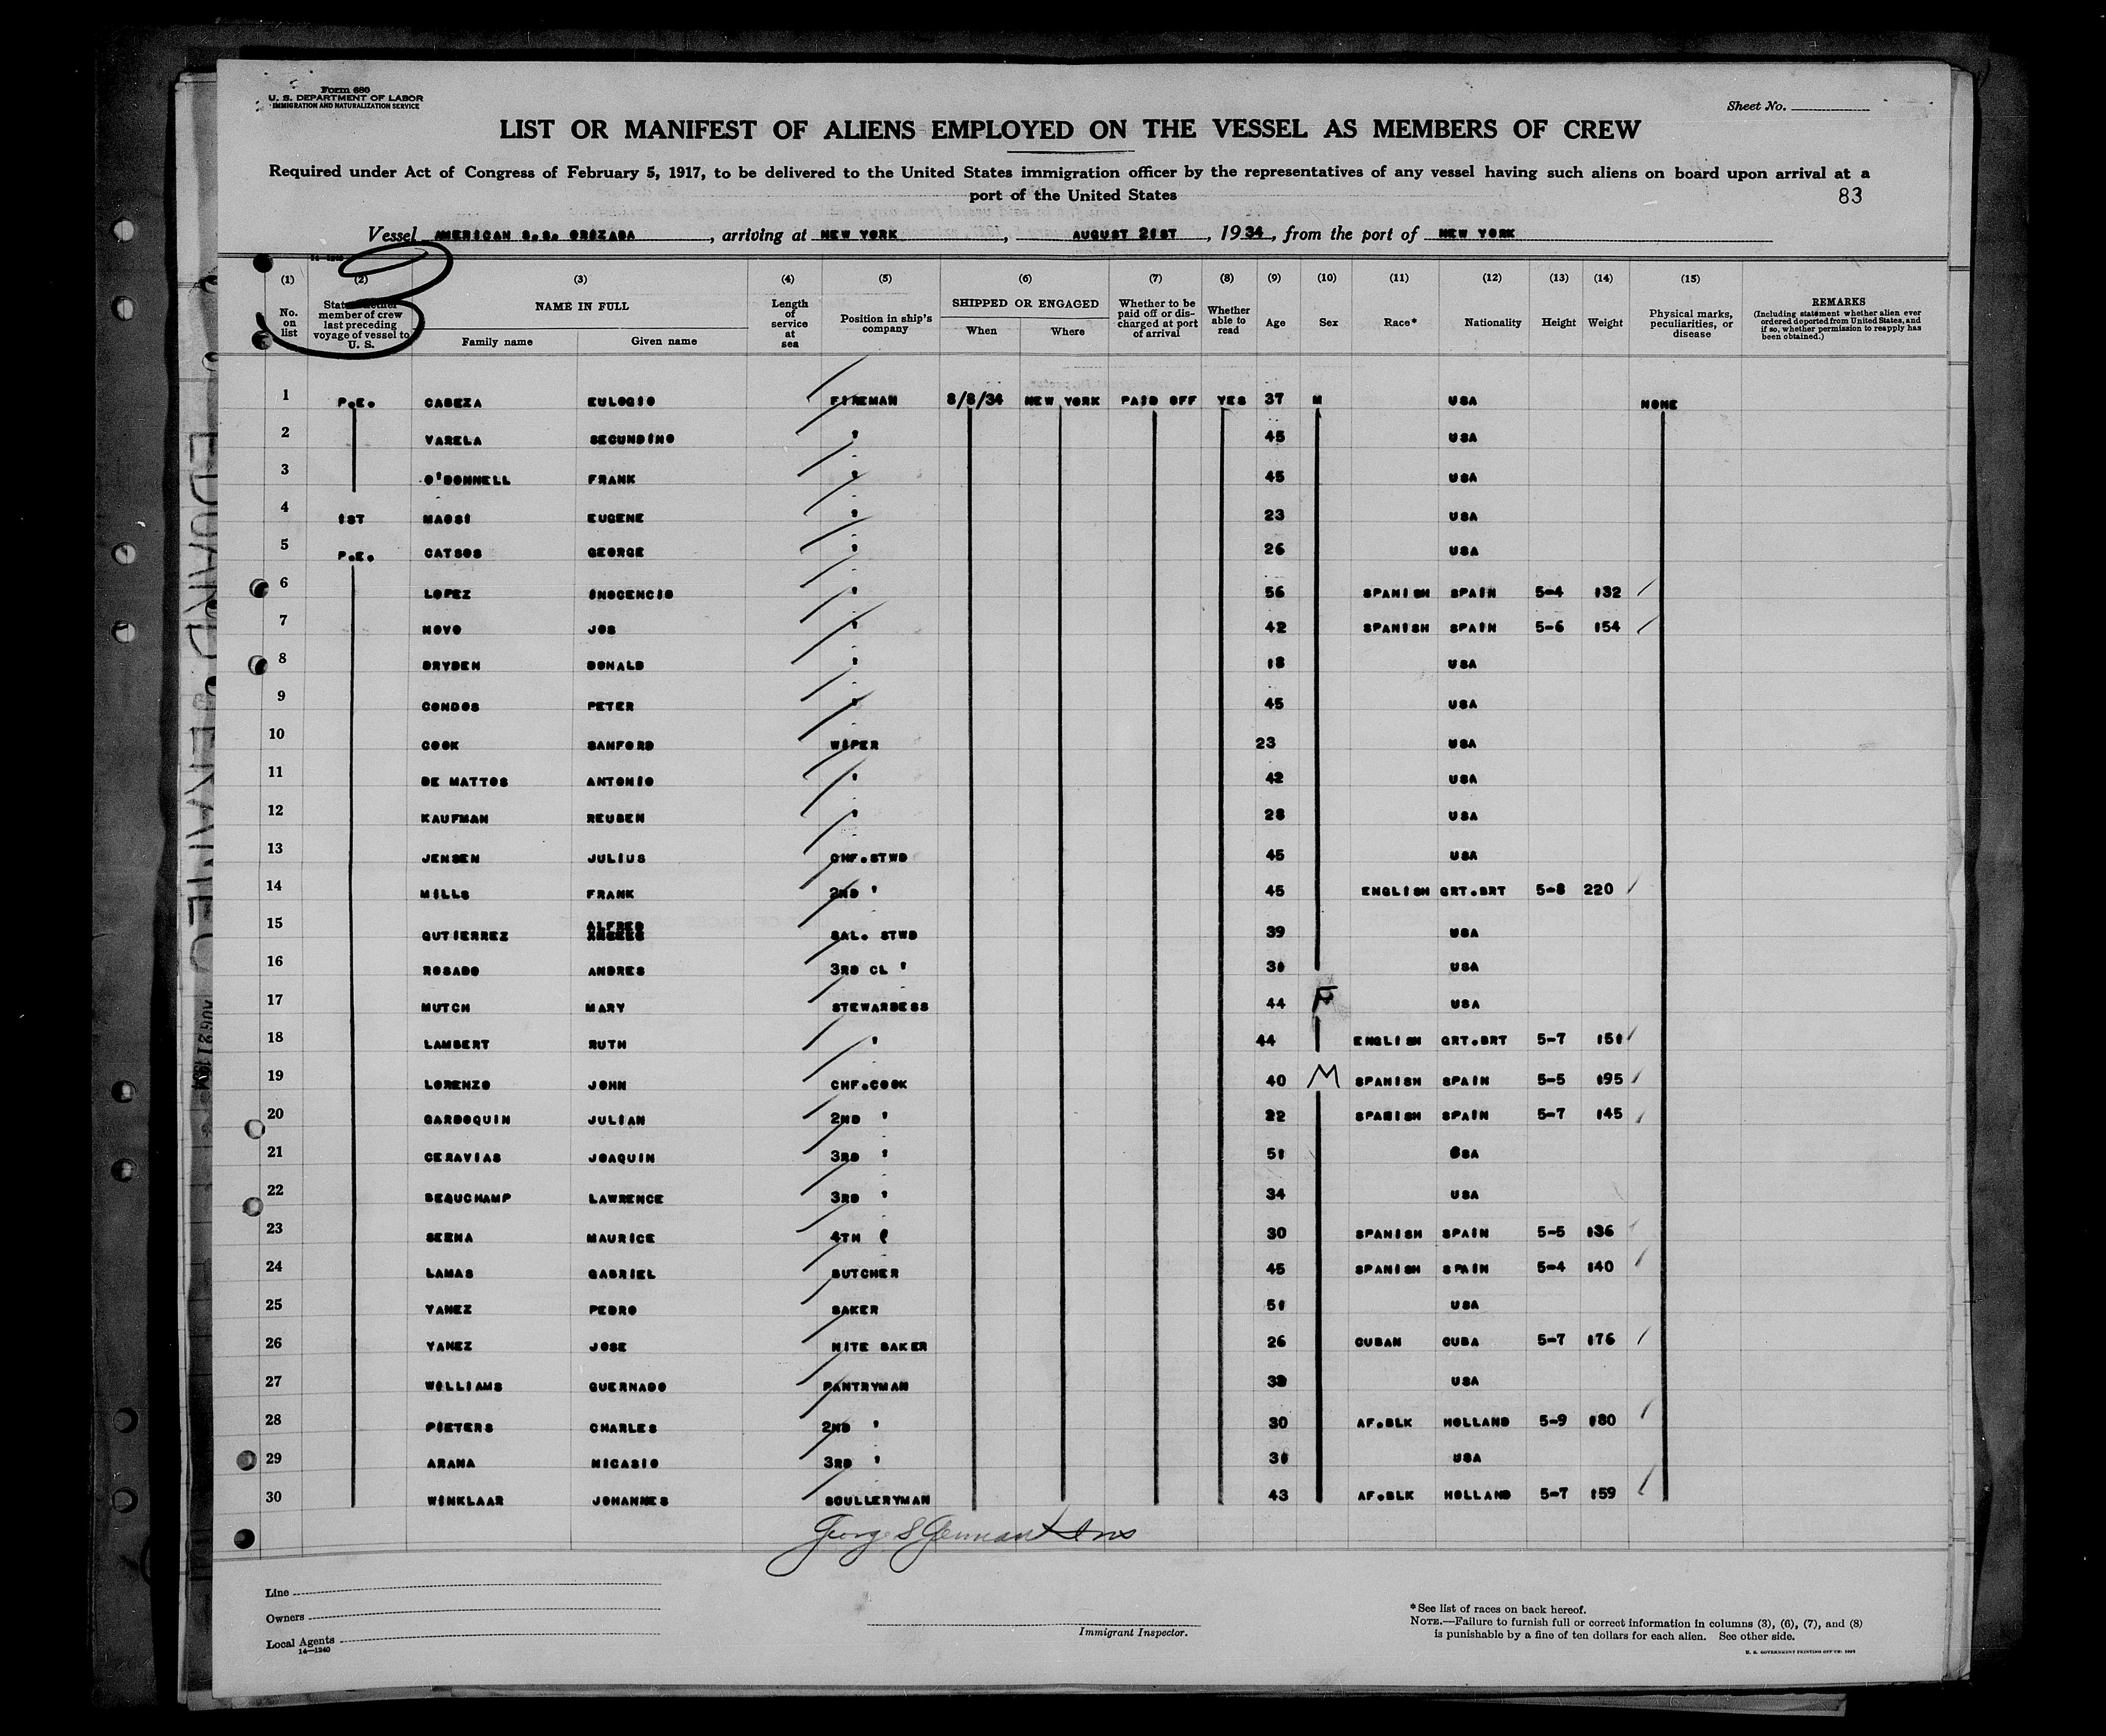 Form 680
U. S. DEPARTMENT OF LABOR
IMMIGRATION AND NATURALIZATION SERVICE
Sheet No.
LIST OR MANIFEST OF ALIENS EMPLOYED ON THE VESSEL AS MEMBERS OF CREW
Required under Act of Congress of February 5, 1917, to be delivered to the United States immigration officer by the representatives of any vessel having such aliens on board upon arrival at a
port of the United States
83
Vessel AMERICAN S.S. ORIZABA, arriving at NEW YORK, AUGUST 21ST, 1934, from the port of NEW YORK
(1) (2) (3) (4) (5) (6) (7) (8) (9) (10) (11) (12) (13) (14) (15)
No. on list State whether member of crew last preceding voyage of vessel to U. S. NAME IN FULL Family name Given name Length of service at sea Position in ship's company SHIPPED OR ENGAGED When Where Whether to be paid off or discharged at port of arrival Whether able to read Age Sex Race* Nationality Height Weight Physical marks, peculiarities, or disease REMARKS (Including statement whether alien ever ordered deported from United States, and if so, whether permission to reapply has been obtained.)
1 P.E. CABEZA EULOGIO FIREMAN 8/8/34 NEW YORK PAID OFF YES 37 M USA NONE
2 VARELA SECUNDINO " 45 USA
3 O'DONNELL FRANK " 45 USA
4 1ST MAOSI EUGENE " 23 USA
5 P.E. CATSOS GEORGE " 26 USA
6 LOPEZ INOCENCIO " 56 SPANISH SPAIN 5-4 132
7 NOVO JOS " 42 SPANISH SPAIN 5-6 154
8 DRYDEN DONALD " 18 USA
9 CONDOS PETER " 45 USA
10 COOK SANFORD WIPER 23 USA
11 DE MATTOS ANTONIO " 42 USA
12 KAUFMAN REUBEN " 28 USA
13 JENSEN JULIUS CHF.STWD 45 USA
14 MILLS FRANK 2ND " 45 ENGLISH GRT.BRT 5-8 220
15 GUTIERREZ ALFRED SAL. STWD 39 USA
16 ROSADO ANDRES 3RD CL " 31 USA
17 MUTCH MARY STEWARDESS 44 F USA
18 LAMBERT RUTH " 44 ENGLISH GRT.BRT 5-7 151
19 LORENZO JOHN CHF.COOK 40 M SPANISH SPAIN 5-5 195
20 GARDOQUIN JULIAN 2ND " 22 SPANISH SPAIN 5-7 145
21 CERAVIAS JOAQUIN 3RD " 51 USA
22 BEAUCHAMP LAWRENCE 3RD " 34 USA
23 SERNA MAURICE 4TH " 30 SPANISH SPAIN 5-5 136
24 LAMAS GABRIEL BUTCHER 45 SPANISH SPAIN 5-4 140
25 YANEZ PEDRO BAKER 51 USA
26 YANEZ JOSE NITE BAKER 26 CUBAN CUBA 5-7 176
27 WILLIAMS GUERNADO PANTRYMAN USA
28 PIETERS CHARLES 2ND " 30 AF.BLK HOLLAND 5-9 180
29 ARANA NICASIO 3RD " 31 USA
30 WINKLAAR JOHANNES SCULLERYMAN 43 AF.BLK HOLLAND 5-7 159
Line
Owners
Local Agents
14—1240
Immigrant Inspector.
*See list of races on back hereof.
NOTE.—Failure to furnish full or correct information in columns (3), (6), (7), and (8)
is punishable by a fine of ten dollars for each alien. See other side.